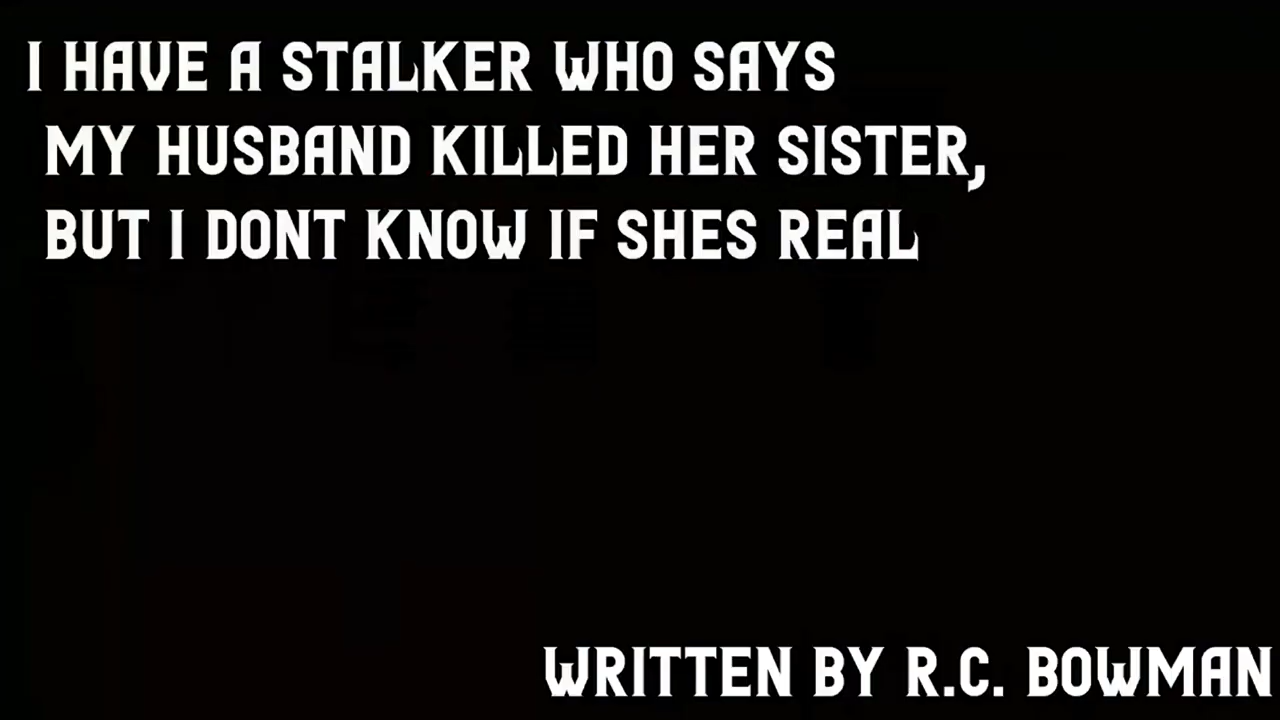 I HAVE A STALKER WHO SAYS
MY HUSBAND KILLED HER SISTER,
BUT I DONT KNOW IF SHES REAL
WRITTEN BY R.C. BOWMAN